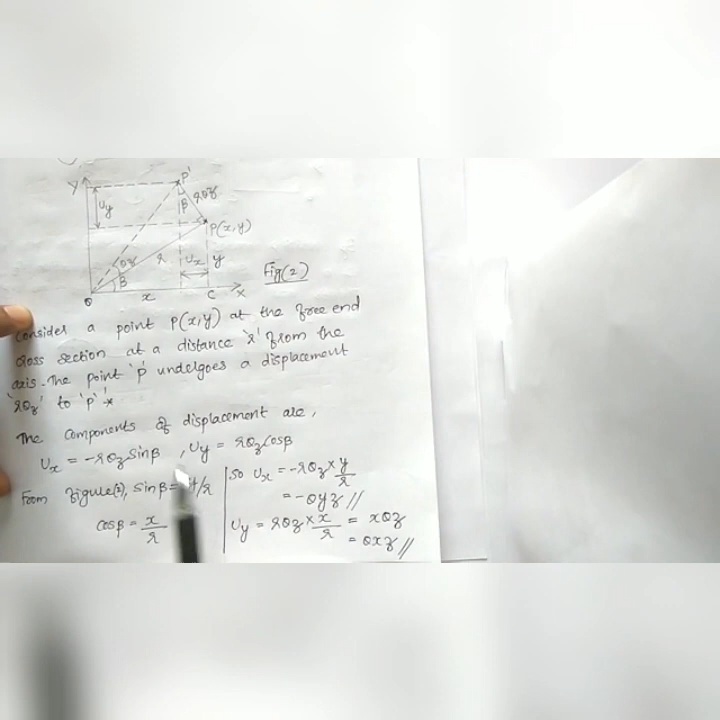 y
P'
rθz
β
Uy
P(x,y)
θz
r
Ux
y
β
O
x
C
x
Fig(2)
Consider a point P(x,y) at the free end
cross section at a distance 'r' from the
axis. The point 'P' undergoes a displacement
'rθz' to 'P''
The components of displacement are,
Ux = -rθz sinβ , Uy = rθz cosβ
From figure(2), sinβ = y/r
cosβ = x/r
So Ux = -rθz × y/r
= -θyz //
Uy = rθz × x/r = xθz
= θxz //